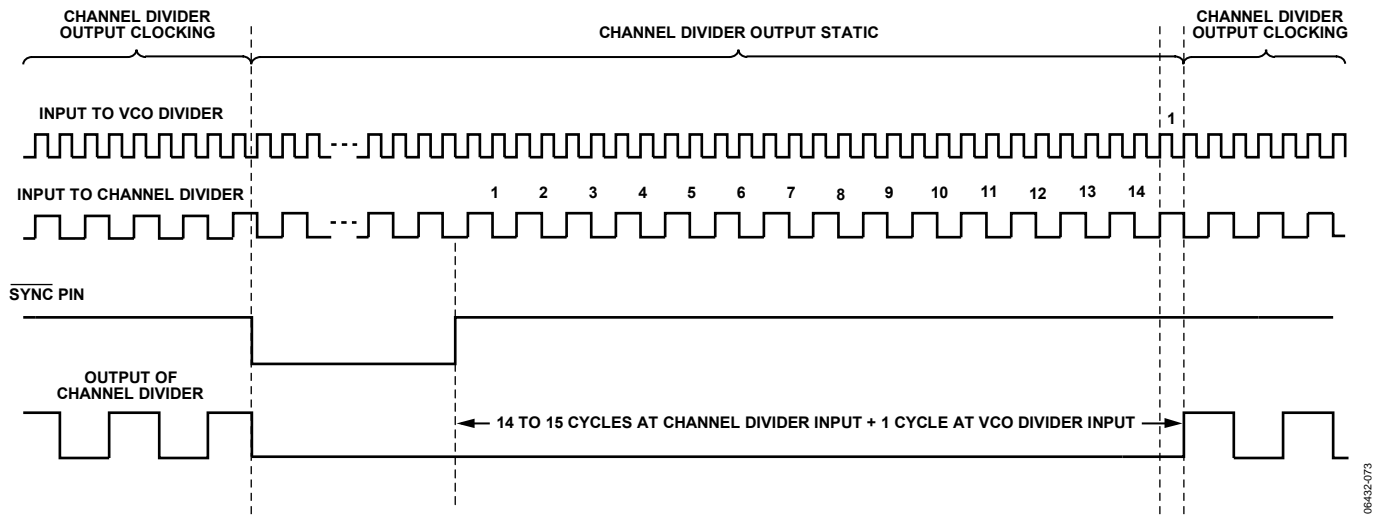 CHANNEL DIVIDER
OUTPUT CLOCKING
CHANNEL DIVIDER OUTPUT STATIC
CHANNEL DIVIDER
OUTPUT CLOCKING
INPUT TO VCO DIVIDER
1
INPUT TO CHANNEL DIVIDER
1 2 3 4 5 6 7 8 9 10 11 12 13 14
SYNC PIN
OUTPUT OF
CHANNEL DIVIDER
14 TO 15 CYCLES AT CHANNEL DIVIDER INPUT + 1 CYCLE AT VCO DIVIDER INPUT
06432-073